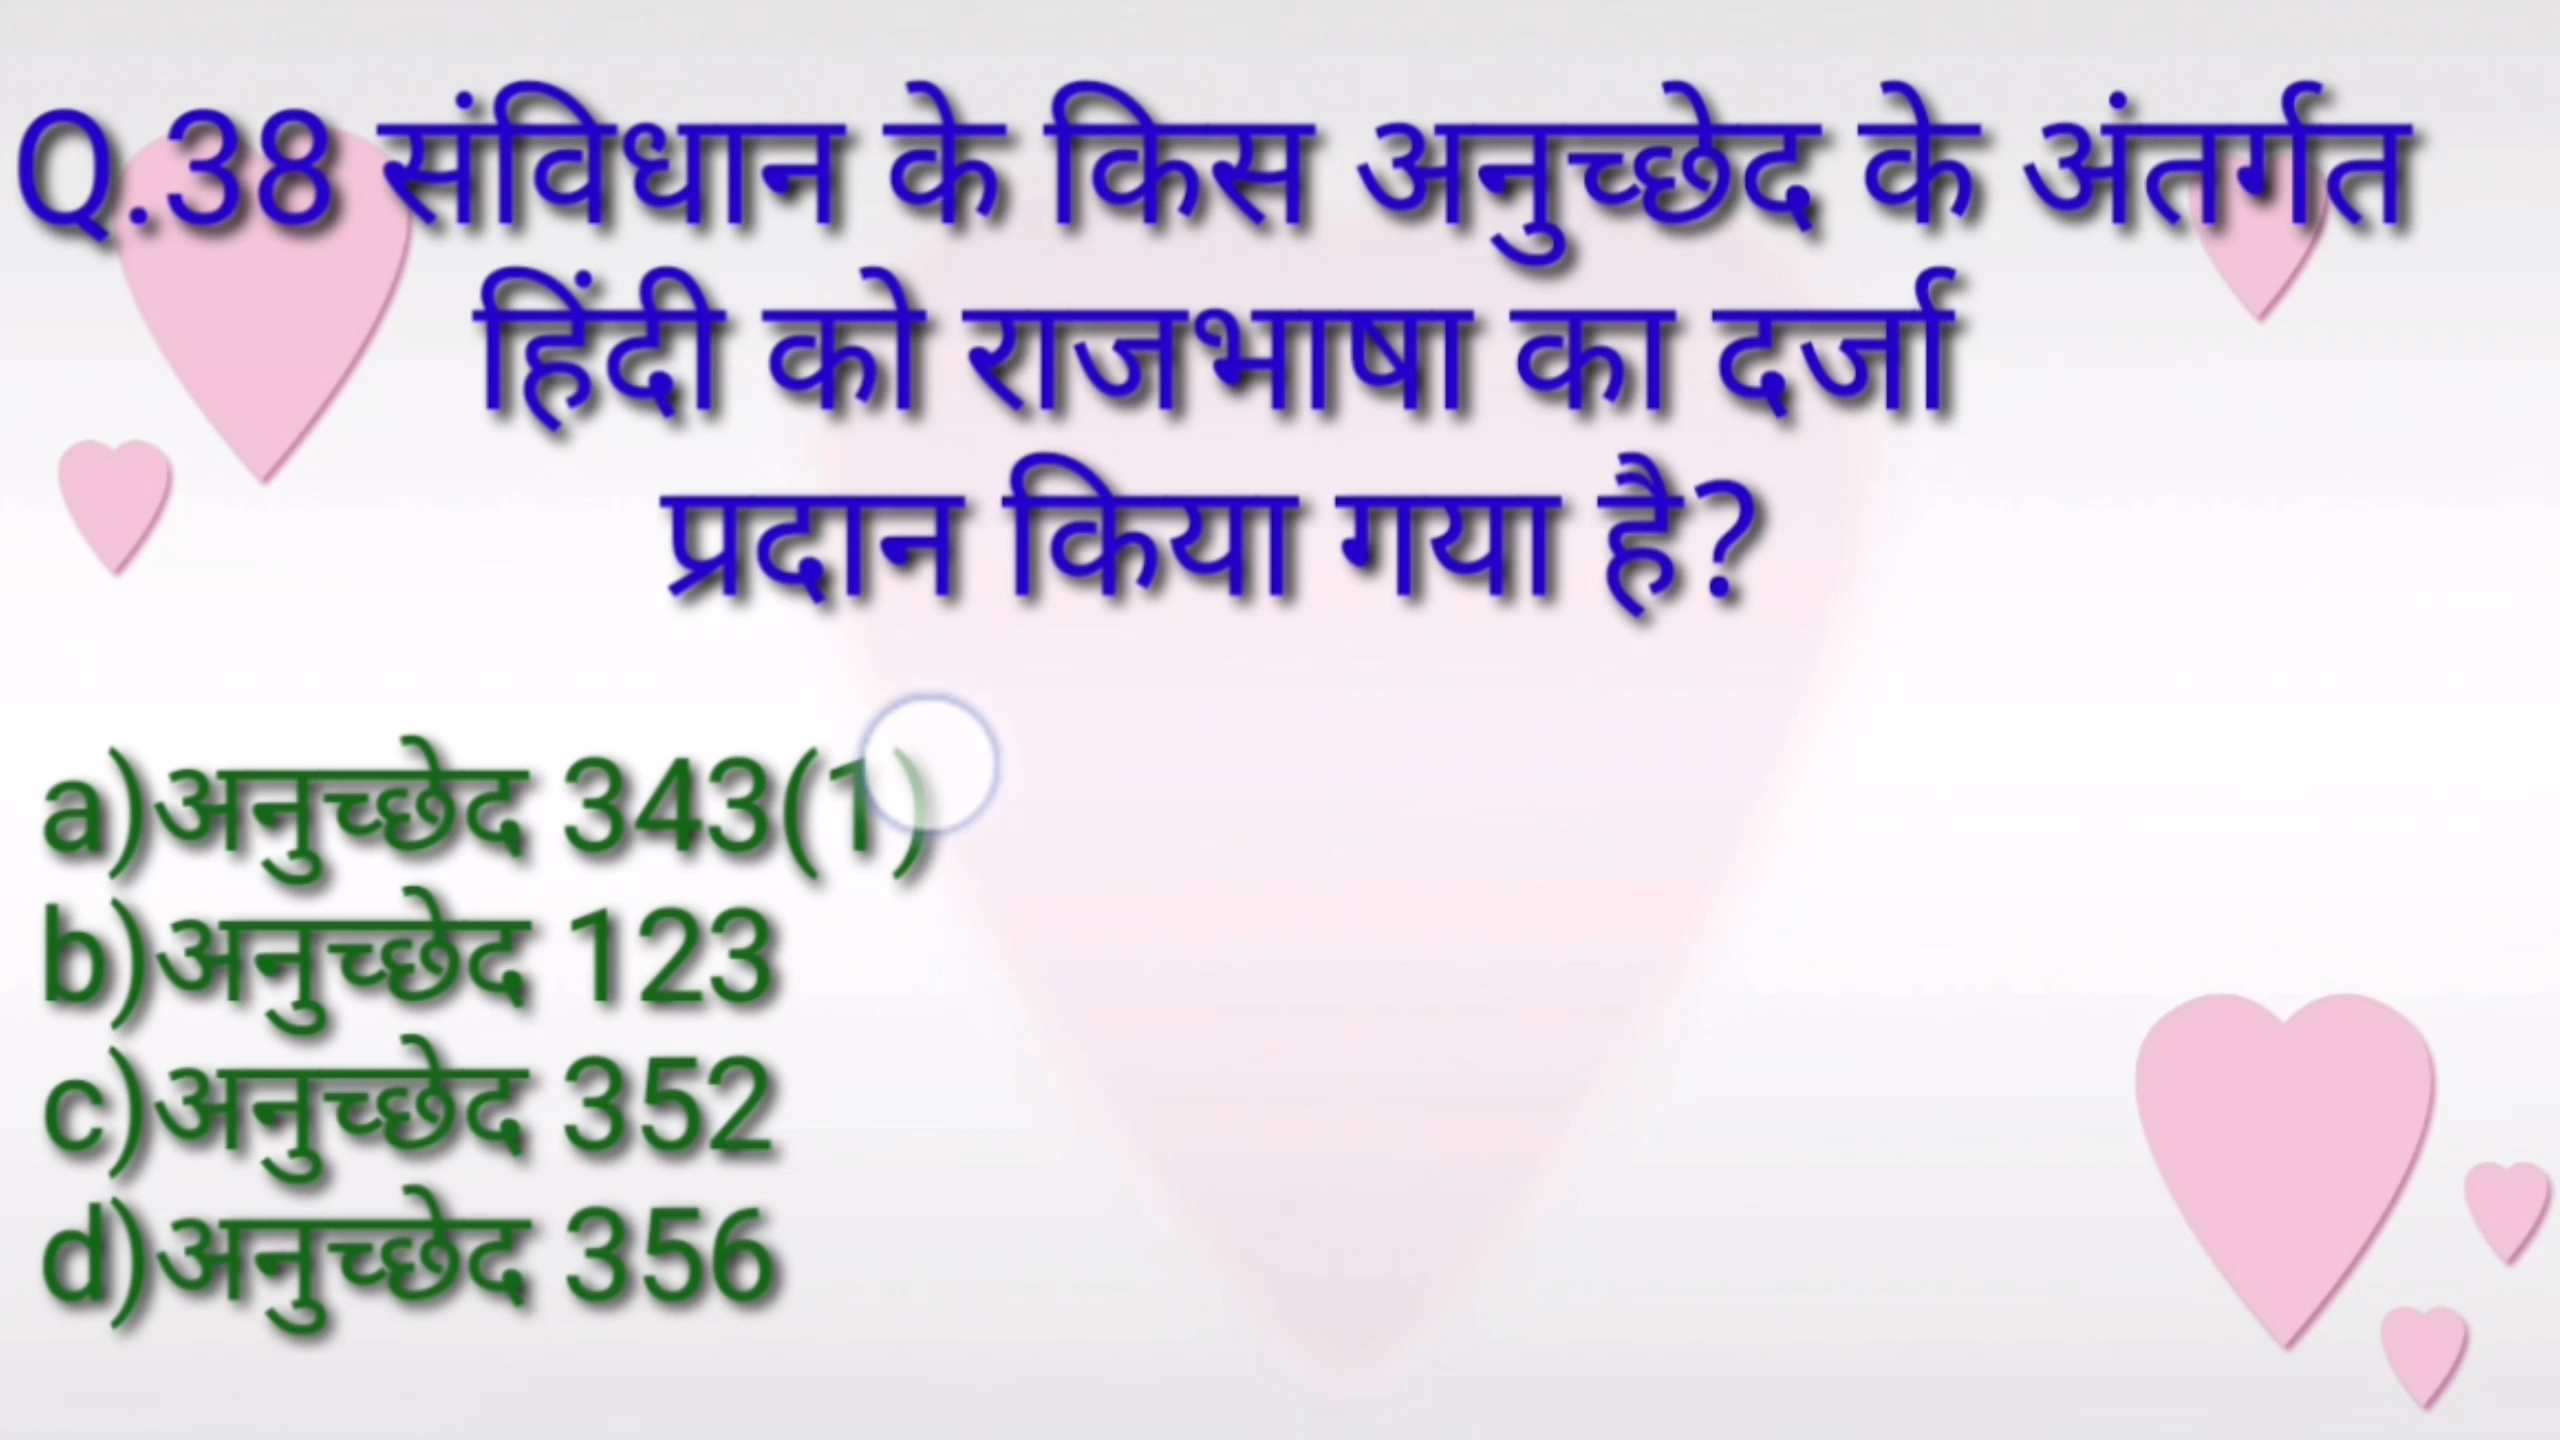 Q.38 संविधान के किस अनुच्छेद के अंतर्गत
हिंदी को राजभाषा का दर्जा
प्रदान किया गया है?
a)अनुच्छेद 343(1)
b)अनुच्छेद 123
c)अनुच्छेद 352
d)अनुच्छेद 356